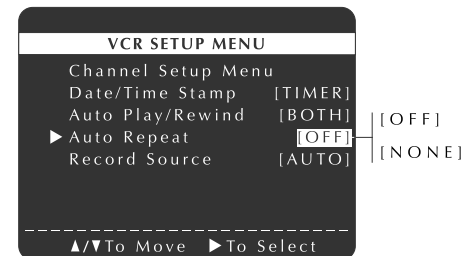 VCR SETUP MENU
Channel Setup Menu
Date/Time Stamp [TIMER]
Auto Play/Rewind [BOTH]
▶ Auto Repeat [OFF]
Record Source [AUTO]
▲/▼To Move ▶To Select
[OFF]
[NONE]